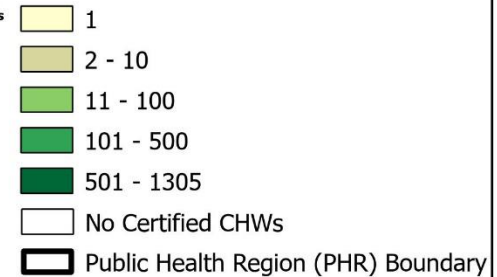 1
2 - 10
11 - 100
101 - 500
501 - 1305
No Certified CHWs
Public Health Region (PHR) Boundary